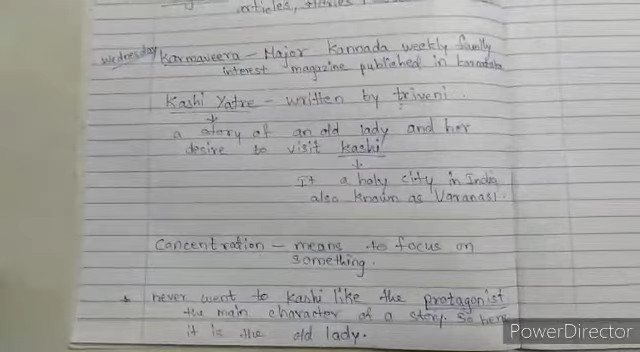 articles, stories
Wednesday Karmaveera - Major Kannada weekly family
interest magazine published in Karnataka
Kashi Yatre - written by triveni.
a story of an old lady and her
desire to visit Kashi
It a holy city in India
also known as Varanasi.
Concentration - means to focus on
something.
* never went to Kashi like the protagonist
the main character of a story. So here
it is the old lady.
PowerDirector